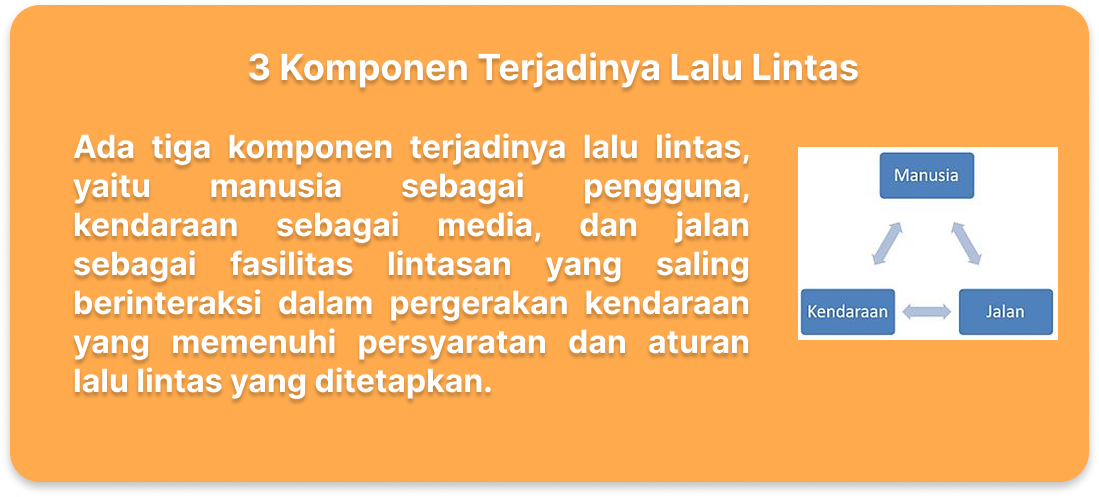 3 Komponen Terjadinya Lalu Lintas
Ada tiga komponen terjadinya lalu lintas,
yaitu manusia sebagai pengguna,
kendaraan sebagai media, dan jalan
sebagai fasilitas lintasan yang saling
berinteraksi dalam pergerakan kendaraan
yang memenuhi persyaratan dan aturan
lalu lintas yang ditetapkan.
Manusia
Kendaraan
Jalan